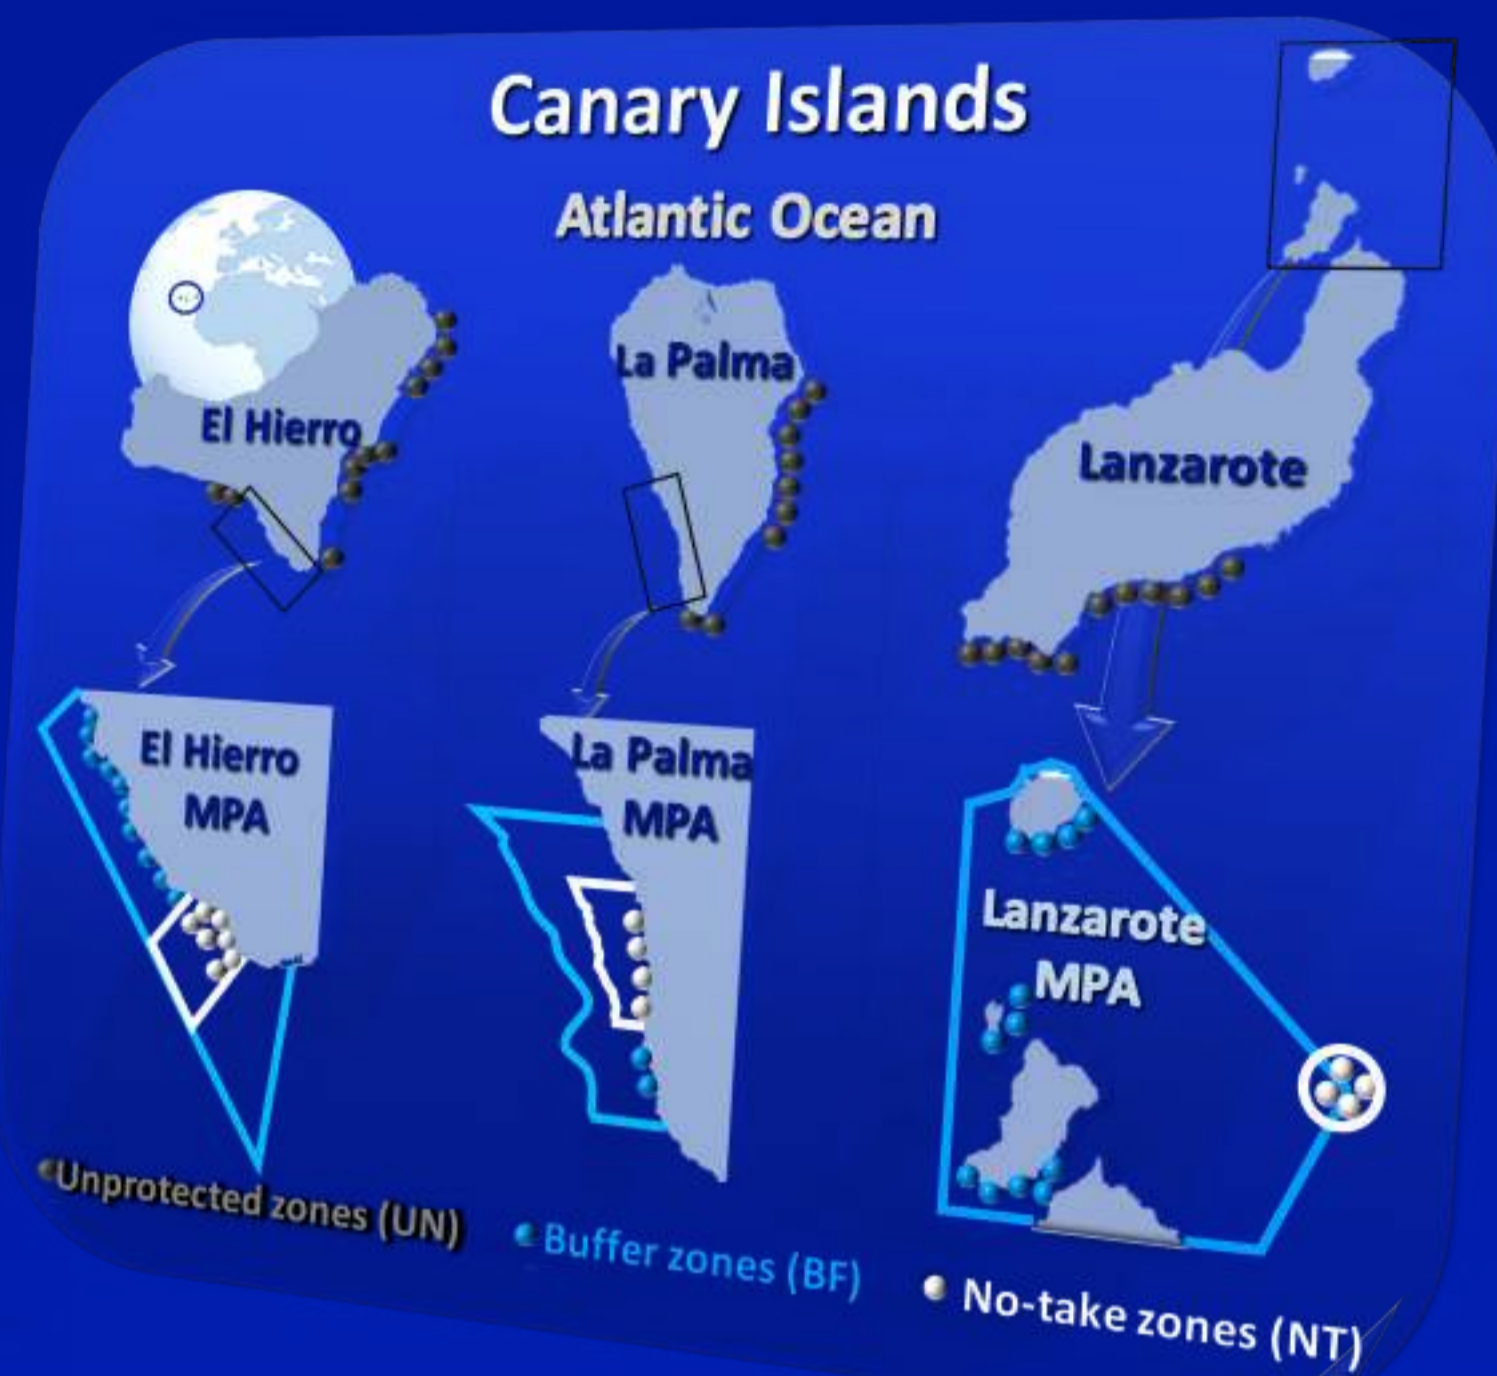 Canary Islands
Atlantic Ocean
El Hierro
La Palma
Lanzarote
El Hierro
MPA
La Palma
MPA
Lanzarote
MPA
Unprotected zones (UN)
Buffer zones (BF)
No-take zones (NT)